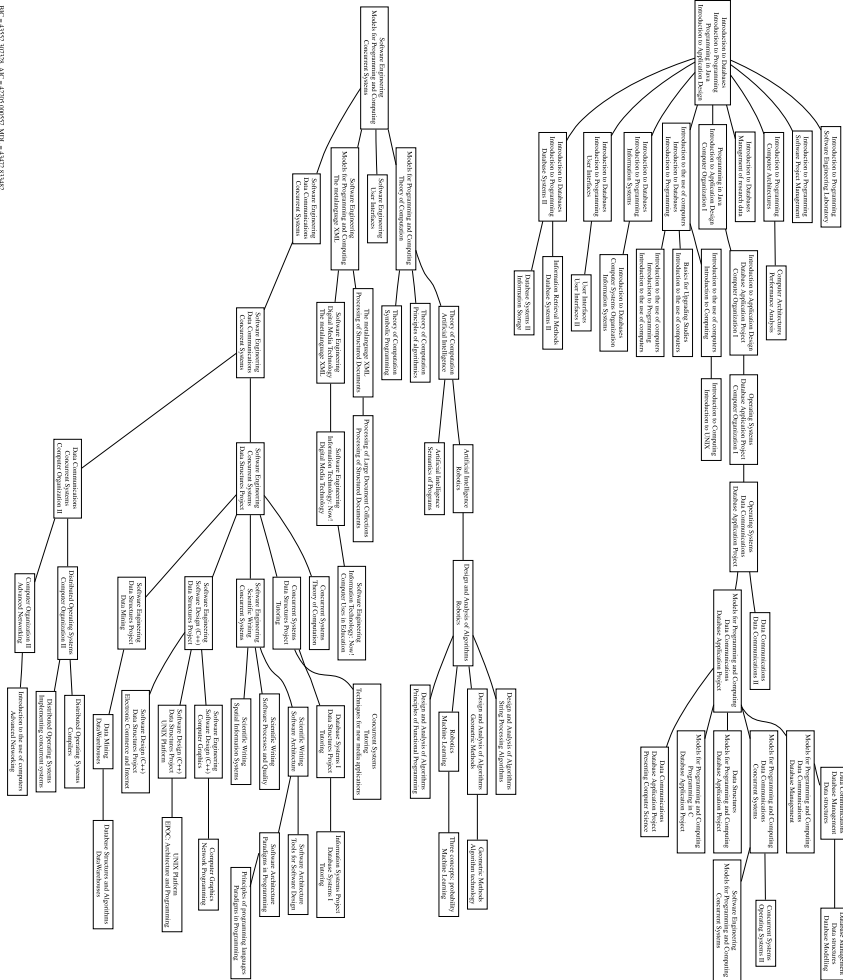 Introduction to Databases
Introduction to Programming
Programming in Java
Introduction to Application Design
Introduction to Programming
Software Engineering Laboratory
Introduction to Programming
Software Project Management
Introduction to Programming
Computer Architectures
Introduction to Databases
Management of research data
Programming in Java
Introduction to Application Design
Computer Organization I
Introduction to the use of computers
Introduction to Databases
Introduction to Programming
Introduction to Databases
Introduction to Programming
Information Systems
Introduction to Databases
Introduction to Programming
User Interfaces
Introduction to Databases
Introduction to Programming
Database Systems II
Computer Architectures
Performance Analysis
Introduction to Application Design
Database Application Project
Computer Organization I
Introduction to the use of computers
Introduction to Computing
Basics for Upgrading Studies
Introduction to the use of computers
Introduction to the use of computers
Introduction to Programming
Introduction to the use of computers
Introduction to Databases
Computer Systems Organization
Information Systems
User Interfaces
User Interfaces II
Information Retrieval Methods
Database Systems II
Database Systems II
Information Storage
Operating Systems
Database Application Project
Computer Organization I
Introduction to Computing
Introduction to UNIX
Operating Systems
Data Communications
Database Application Project
Data Communications
Data Communications II
Models for Programming and Computing
Data Communications
Database Application Project
Data Communications
Database Management
Data structures
Models for Programming and Computing
Data Communications
Database Management
Models for Programming and Computing
Data Communications
Concurrent Systems
Data Structures
Models for Programming and Computing
Database Application Project
Models for Programming and Computing
Programming in C
Database Application Project
Data Communications
Database Application Project
Presenting Computer Science
Database Management
Data structures
Database Modelling
Concurrent Systems
Operating Systems II
Software Engineering
Models for Programming and Computing
Concurrent Systems
Software Engineering
Models for Programming and Computing
Concurrent Systems
Models for Programming and Computing
Theory of Computation
Software Engineering
User Interfaces
Software Engineering
Models for Programming and Computing
The metalanguage XML
Software Engineering
Data Communications
Concurrent Systems
Theory of Computation
Artificial Intelligence
Theory of Computation
Principles of algorithmics
Theory of Computation
Symbolic Programming
The metalanguage XML
Processing of Structured Documents
Software Engineering
Digital Media Technology
The metalanguage XML
Software Engineering
Data Communications
Concurrent Systems
Artificial Intelligence
Robotics
Artificial Intelligence
Semantics of Programs
Processing of Large Document Collections
Processing of Structured Documents
Software Engineering
Information Technology: Now!
Digital Media Technology
Software Engineering
Concurrent Systems
Data Structures Project
Data Communications
Concurrent Systems
Computer Organization II
Design and Analysis of Algorithms
Robotics
Software Engineering
Information Technology: Now!
Computer Uses in Education
Concurrent Systems
Theory of Computation
Concurrent Systems
Data Structures Project
Tutoring
Software Engineering
Scientific Writing
Concurrent Systems
Software Engineering
Software Design (C++)
Data Structures Project
Software Engineering
Data Structures Project
Data Mining
Distributed Operating Systems
Computer Organization II
Computer Organization II
Advanced Networking
Design and Analysis of Algorithms
String Processing Algorithms
Design and Analysis of Algorithms
Geometric Methods
Robotics
Machine Learning
Design and Analysis of Algorithms
Principles of Functional Programming
Concurrent Systems
Tutoring
Techniques for new media applications
Database Systems I
Data Structures Project
Tutoring
Scientific Writing
Software Architecture
Scientific Writing
Software Processes and Quality
Scientific Writing
Spatial Information Systems
Software Engineering
Software Design (C++)
Computer Graphics
Software Design (C++)
Data Structures Project
UNIX Platform
Software Design (C++)
Data Structures Project
Electronic Commerce and Internet
Data Mining
DataWarehouses
Distributed Operating Systems
Compilers
Distributed Operating Systems
Implementing concurrent systems
Introduction to the use of computers
Advanced Networking
Geometric Methods
Algorithm technology
Three concepts: probability
Machine Learning
Information Systems Project
Database Systems I
Tutoring
Software Architecture
Tools for Software Design
Software Architecture
Paradigms in Programming
Principles of programming languages
Paradigms in Programming
Computer Graphics
Network Programming
UNIX Platform
EPOC: Architecture and Programming
Database Structures and Algorithms
DataWarehouses